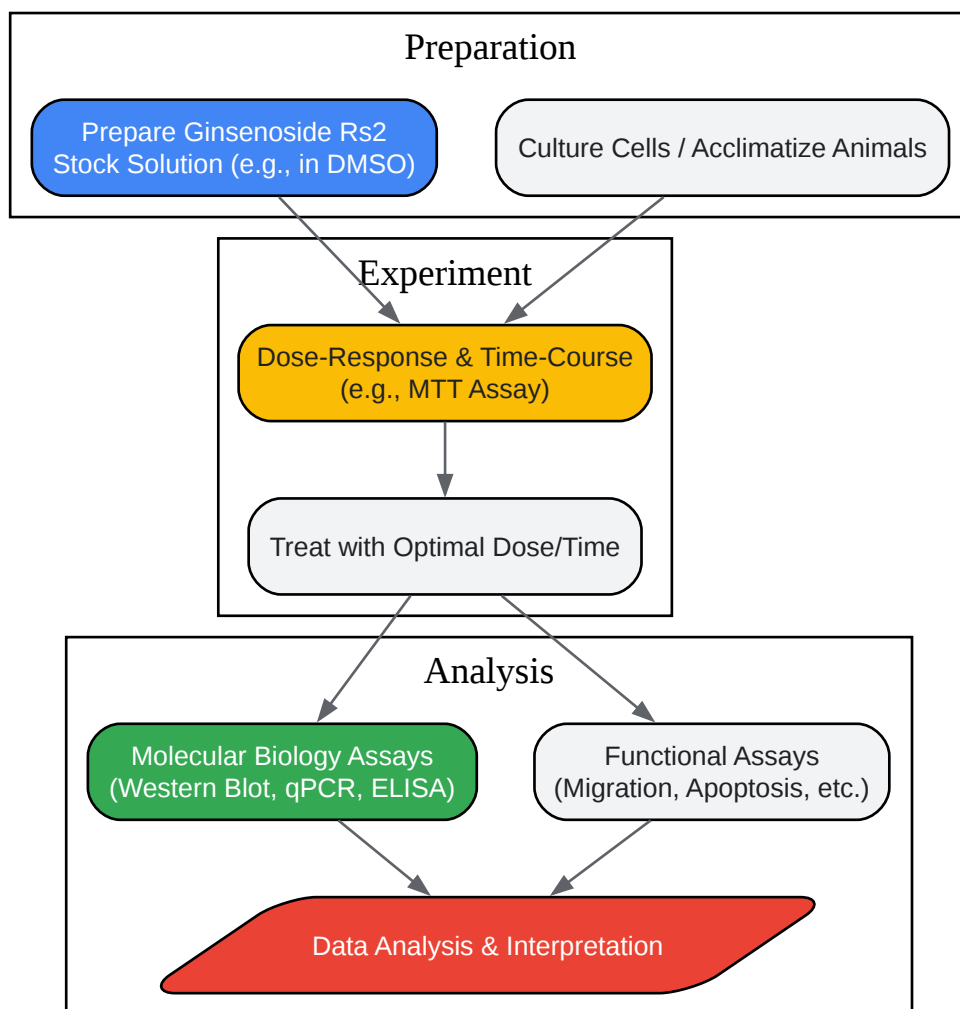 Preparation
Prepare Ginsenoside Rs2
Stock Solution (e.g., in DMSO)
Culture Cells / Acclimatize Animals
Experiment
Dose-Response & Time-Course
(e.g., MTT Assay)
Treat with Optimal Dose/Time
Analysis
Molecular Biology Assays
(Western Blot, qPCR, ELISA)
Functional Assays
(Migration, Apoptosis, etc.)
Data Analysis & Interpretation